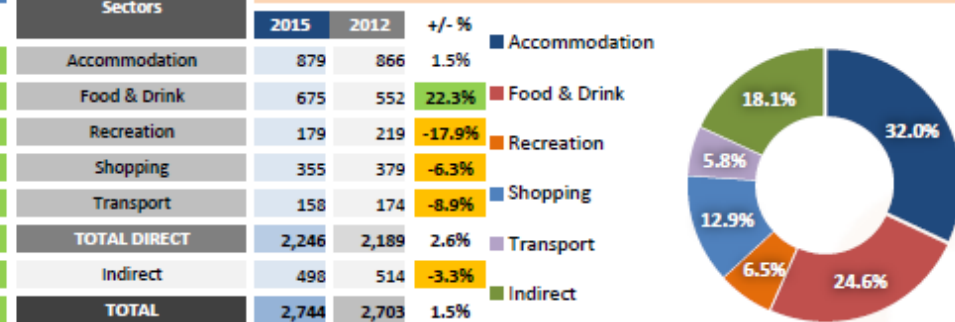 Sectors
2015 2012 +/- %
Accommodation 879 866 1.5%
Food & Drink 675 552 22.3%
Recreation 179 219 -17.9%
Shopping 355 379 -6.3%
Transport 158 174 -8.9%
TOTAL DIRECT 2,246 2,189 2.6%
Indirect 498 514 -3.3%
TOTAL 2,744 2,703 1.5%
Accommodation
Food & Drink
Recreation
Shopping
Transport
Indirect
18.1%
32.0%
5.8%
12.9%
6.5%
24.6%